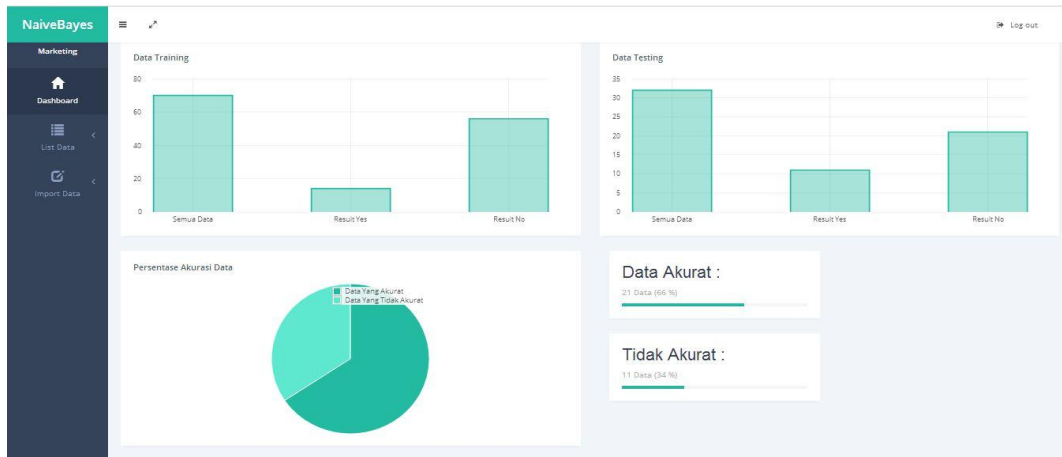 NaiveBayes
Log out
Marketing
Dashboard
List Data
Import Data
Data Training
80
60
40
20
0
Semua Data
Result Yes
Result No
Data Testing
35
30
25
20
15
10
5
0
Semua Data
Result Yes
Result No
Persentase Akurasi Data
Data Yang Akurat
Data Yang Tidak Akurat
Data Akurat :
21 Data (66 %)
Tidak Akurat :
11 Data (34 %)